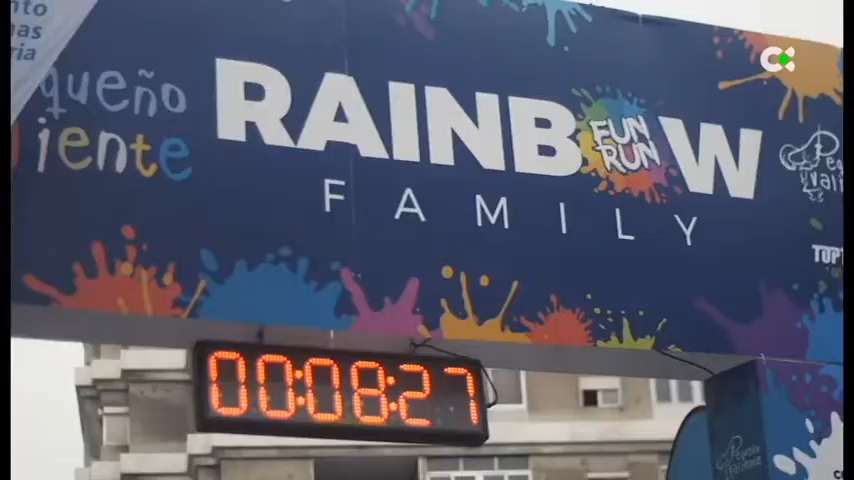 queño
iente
RAINBOW
FUN
RUN
FAMILY
00:08:27